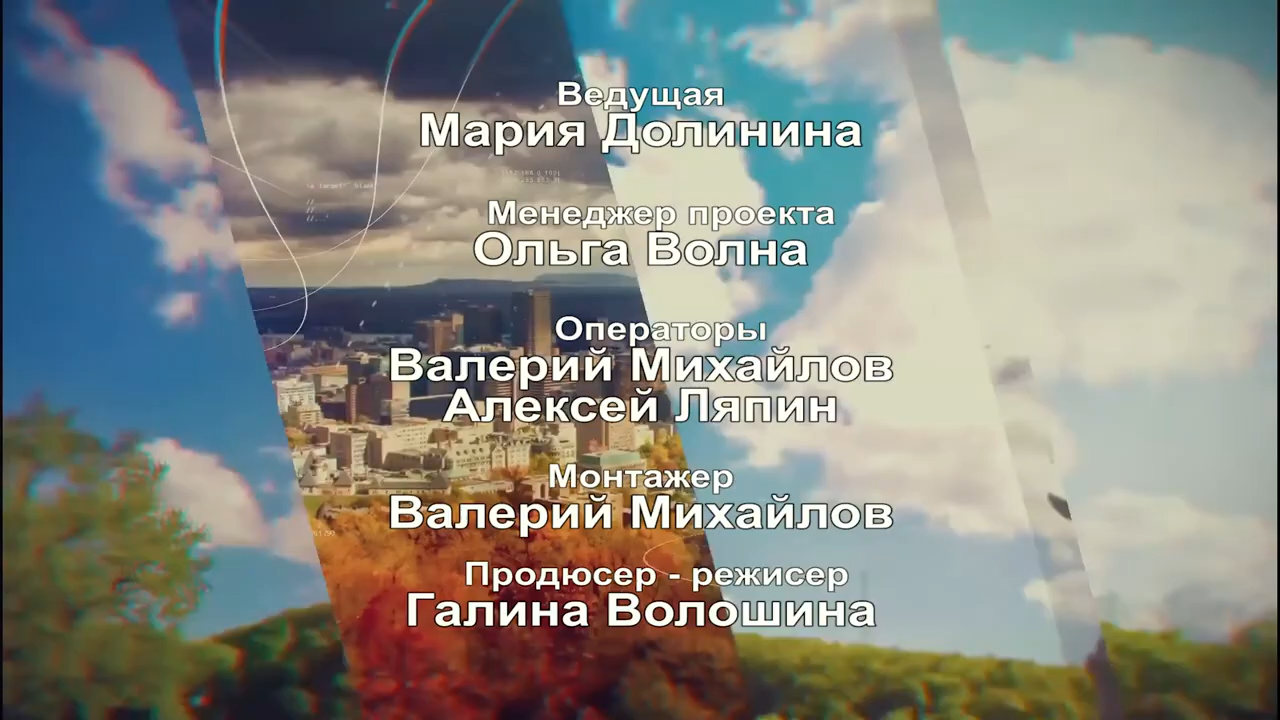 Ведущая
Мария Долинина
Менеджер проекта
Ольга Волна
Операторы
Валерий Михайлов
Алексей Ляпин
Монтажер
Валерий Михайлов
Продюсер - режисер
Галина Волошина